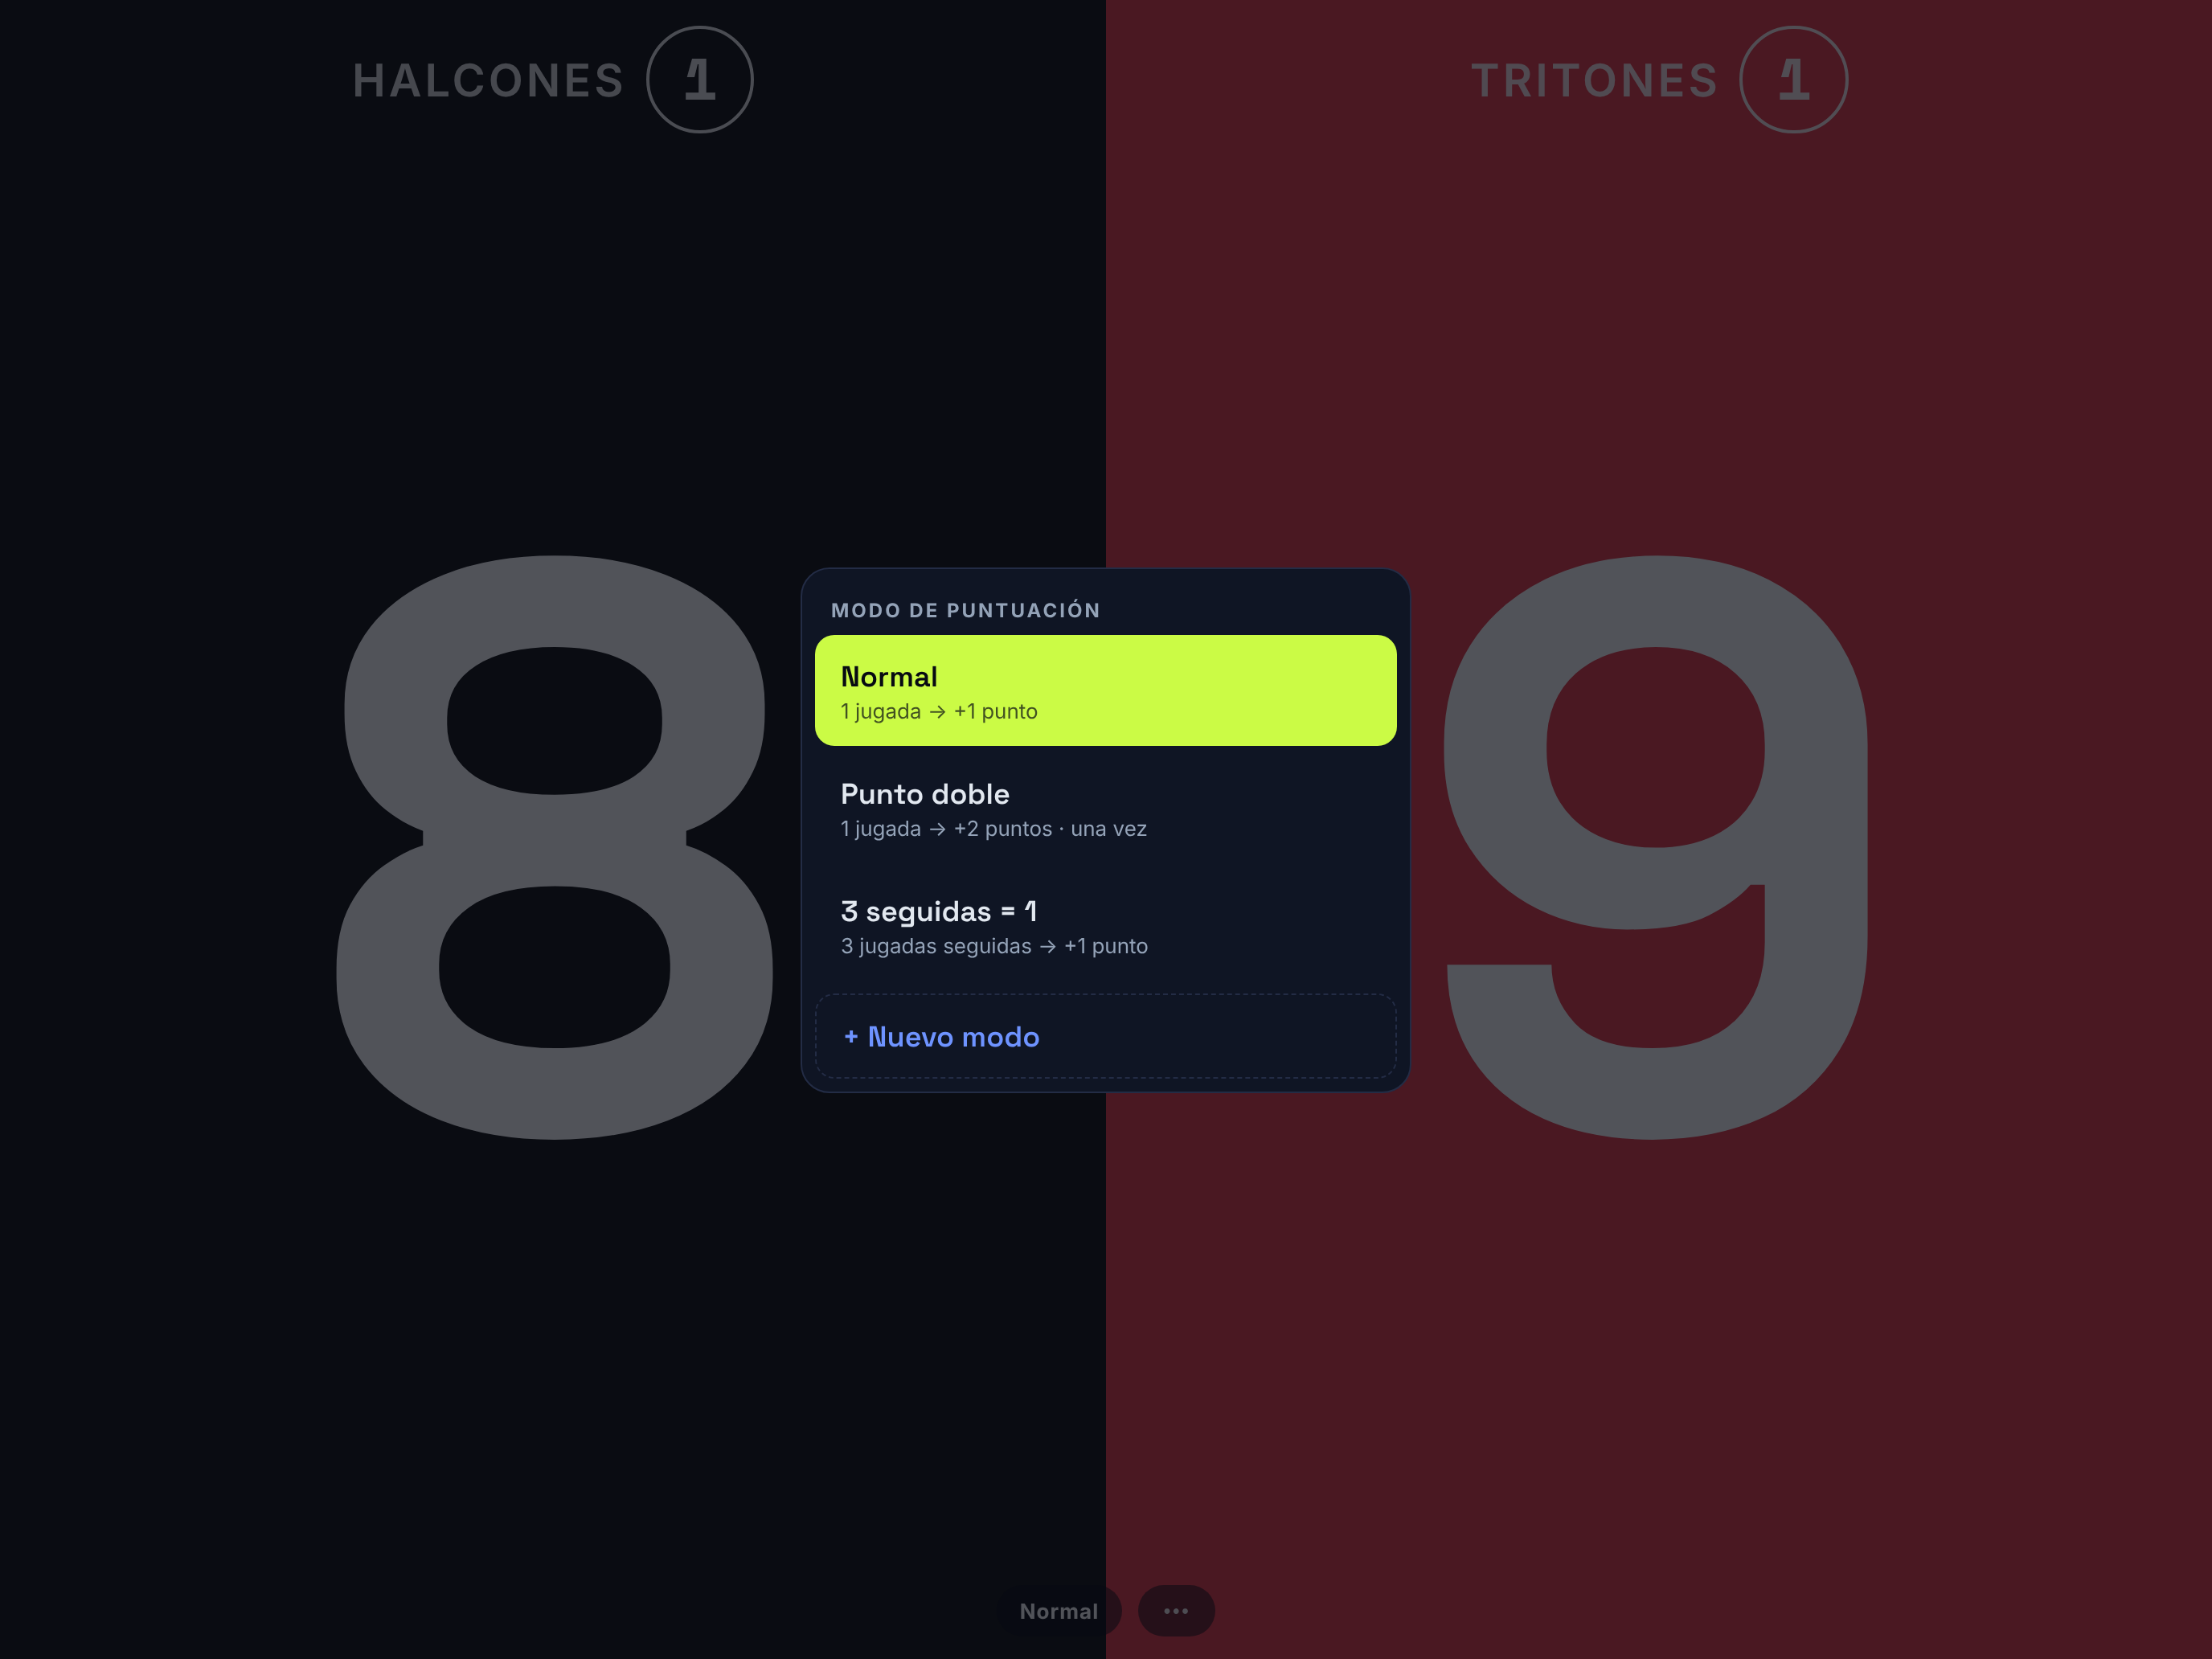 HALCONES 1
TRITONES 1
8
9
MODO DE PUNTUACIÓN
Normal
1 jugada → +1 punto
Punto doble
1 jugada → +2 puntos · una vez
3 seguidas = 1
3 jugadas seguidas → +1 punto
+ Nuevo modo
Normal
•••